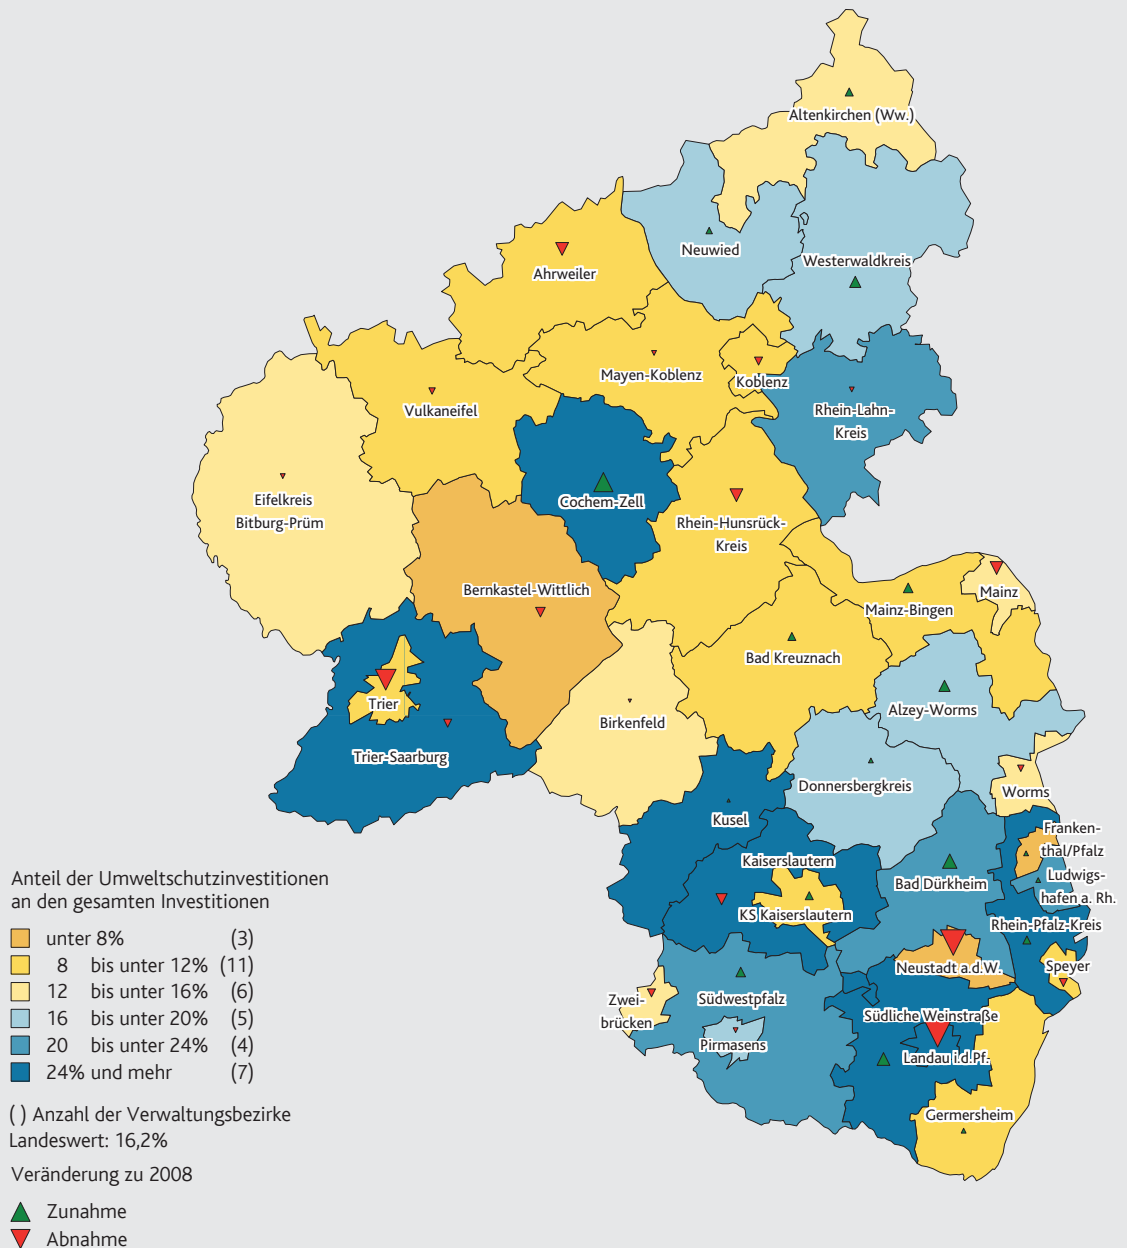 Altenkirchen (Ww.)
Neuwied
Westerwaldkreis
Ahrweiler
Mayen-Koblenz
Koblenz
Vulkaneifel
Rhein-Lahn-
Kreis
Eifelkreis
Bitburg-Prüm
Cochem-Zell
Rhein-Hunsrück-
Kreis
Bernkastel-Wittlich
Mainz
Mainz-Bingen
Bad Kreuznach
Trier
Birkenfeld
Alzey-Worms
Trier-Saarburg
Donnersbergkreis
Worms
Kusel
Franken-
thal/Pfalz
Kaiserslautern
Ludwigs-
hafen a. Rh.
Bad Dürkheim
KS Kaiserslautern
Rhein-Pfalz-Kreis
Neustadt a.d.W.
Speyer
Zwei-
brücken
Südwestpfalz
Südliche Weinstraße
Pirmasens
Landau i.d.Pf.
Germersheim
Anteil der Umweltschutzinvestitionen
an den gesamten Investitionen
unter 8% (3)
8 bis unter 12% (11)
12 bis unter 16% (6)
16 bis unter 20% (5)
20 bis unter 24% (4)
24% und mehr (7)
( ) Anzahl der Verwaltungsbezirke
Landeswert: 16,2%
Veränderung zu 2008
Zunahme
Abnahme